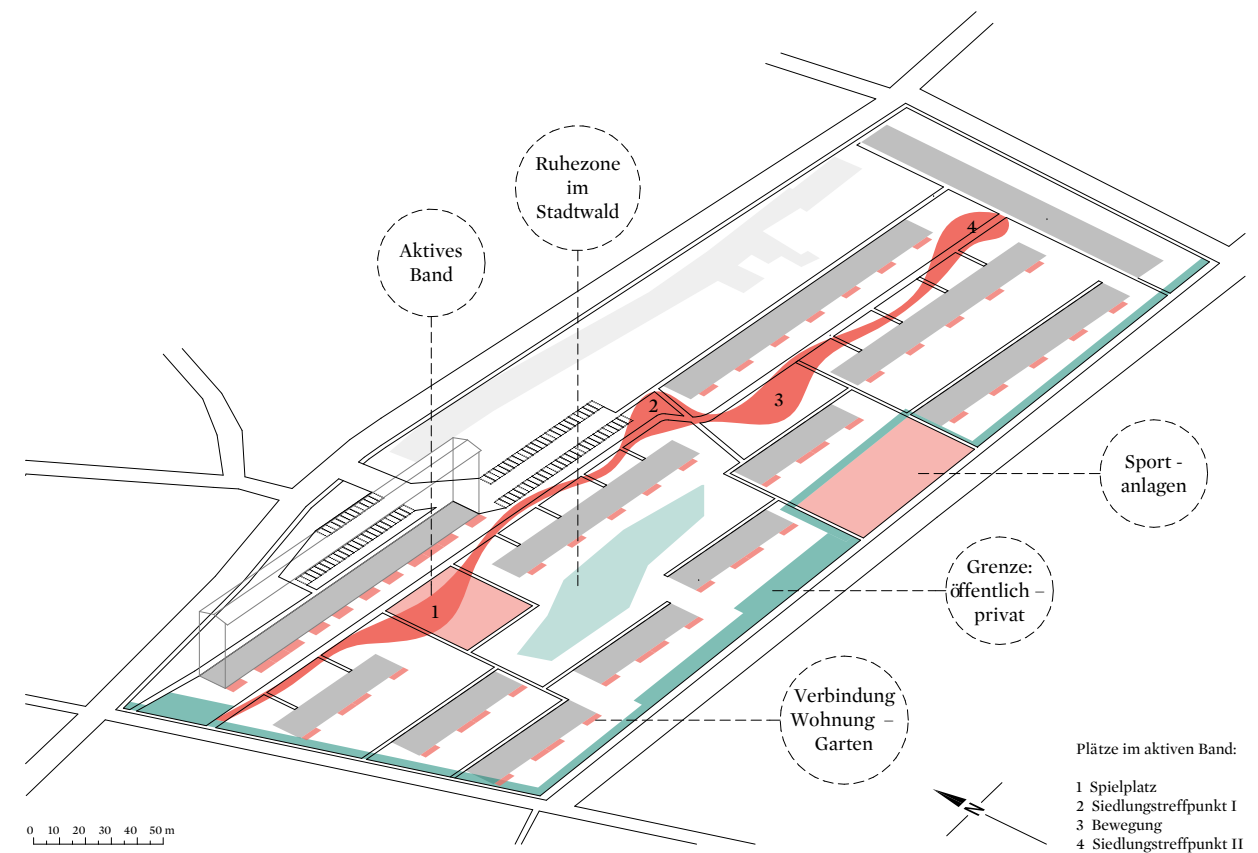 Ruhezone
im
Stadtwald
Aktives
Band
4
2
3
1
Sport -
anlagen
Grenze:
öffentlich –
privat
Verbindung
Wohnung –
Garten
Plätze im aktiven Band:
1 Spielplatz
2 Siedlungstreffpunkt I
3 Bewegung
4 Siedlungstreffpunkt II
N
0 10 20 30 40 50 m